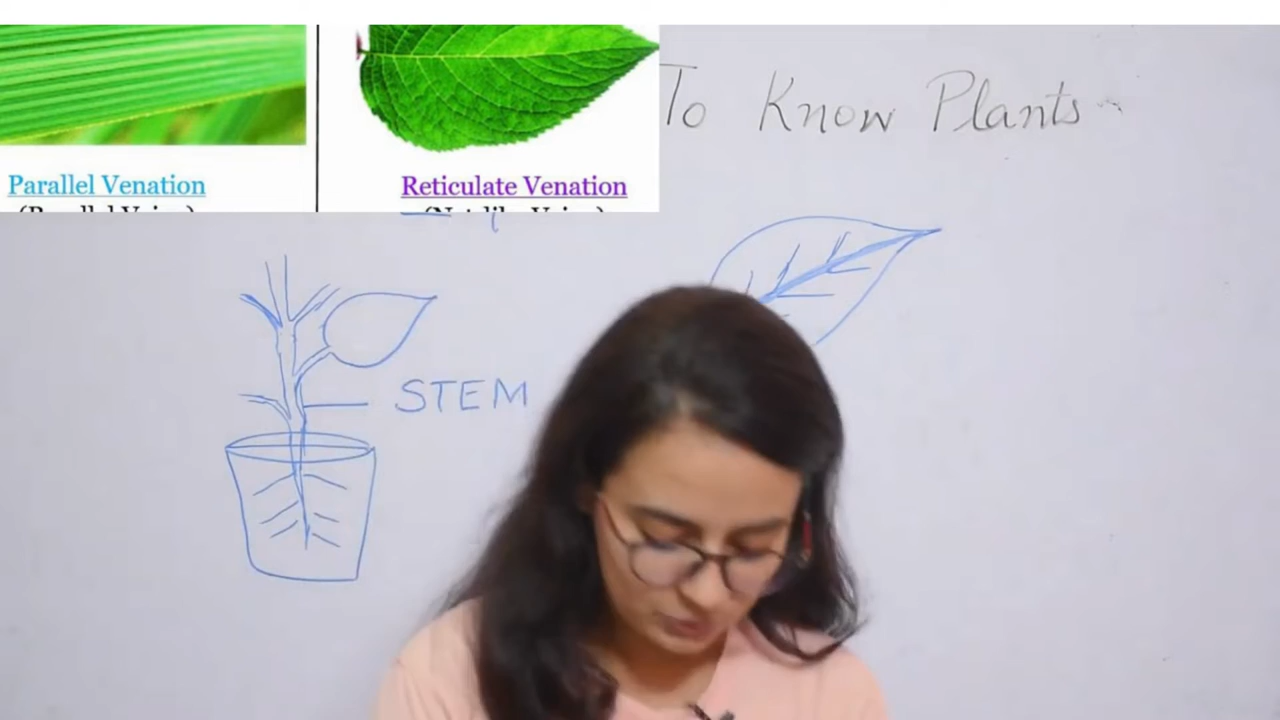 To Know Plants
Parallel Venation
Reticulate Venation
STEM